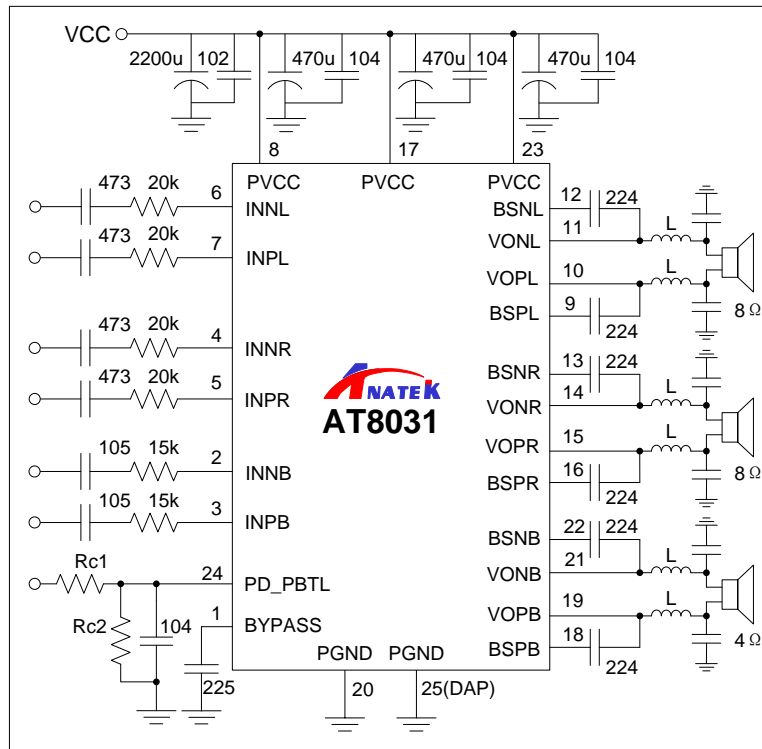 VCC
2200u 102 470u 104 470u 104 470u 104
8 17 23
PVCC PVCC PVCC
473 20k 6 INNL
473 20k 7 INPL
473 20k 4 INNR
473 20k 5 INPR
105 15k 2 INNB
105 15k 3 INPB
Rc1 24 PD_PBTL
Rc2 104 1 BYPASS
225
ANATEK
AT8031
PGND PGND
20 25(DAP)
BSNL 12 224
VONL 11 L
VOPL 10 L
BSPL 9 224
8Ω
BSNR 13 224
VONR 14 L
VOPR 15 L
BSPR 16 224
8Ω
BSNB 22 224
VONB 21 L
VOPB 19 L
BSPB 18 224
4Ω